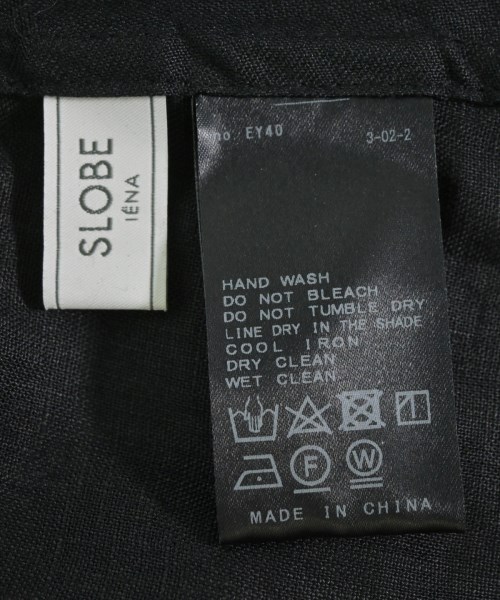 SLOBE
IÉNA
no. EY40 3-02-2
HAND WASH
DO NOT BLEACH
DO NOT TUMBLE DRY
LINE DRY IN THE SHADE
COOL IRON
DRY CLEAN
WET CLEAN
F W
MADE IN CHINA